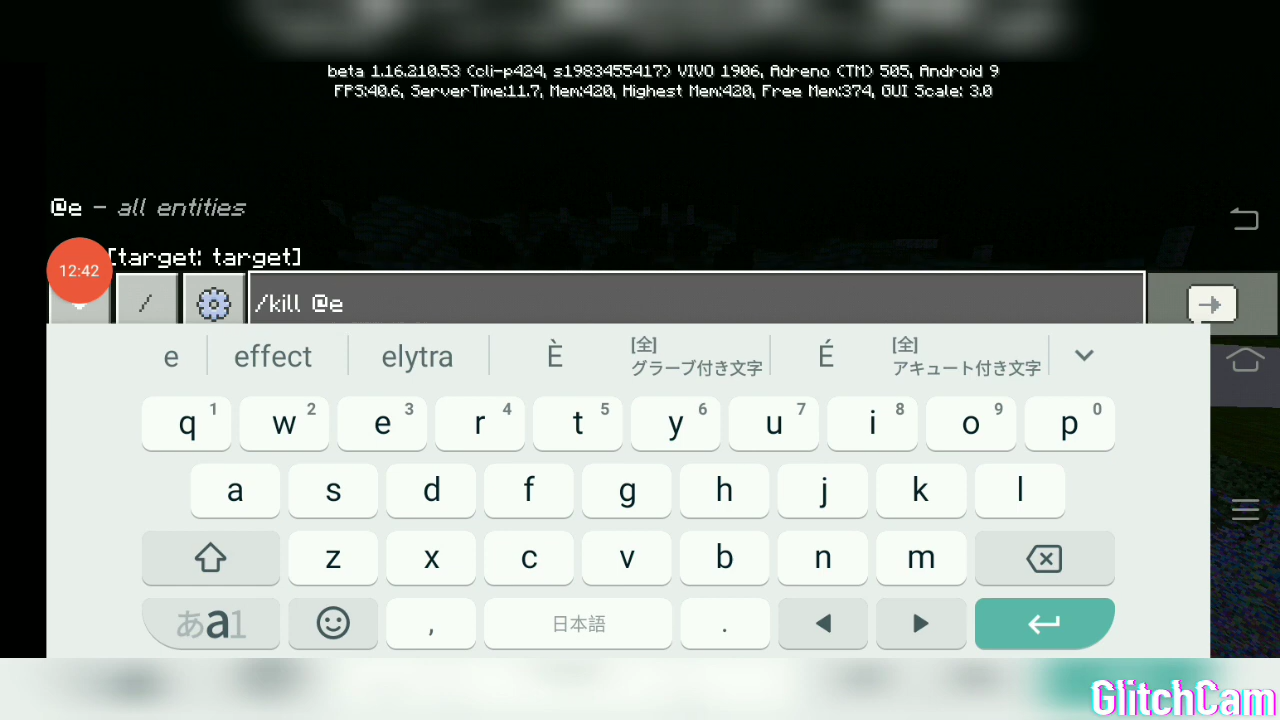 beta 1.16.210.53 (cli-p424, s1983455417) VIVO 1906, Adreno (TM) 505, Android 9
FPS:40.6, ServerTime:11.7, Mem:420, Highest Mem:420, Free Mem:374, GUI Scale: 3.0
@e – all entities
[target: target]
12:42
/
/kill @e
e effect elytra È [全] グラーブ付き文字 É [全] アキュート付き文字
q 1 w 2 e 3 r 4 t 5 y 6 u 7 i 8 o 9 p 0
a s d f g h j k l
z x c v b n m
あa1 , 日本語 .
GlitchCam